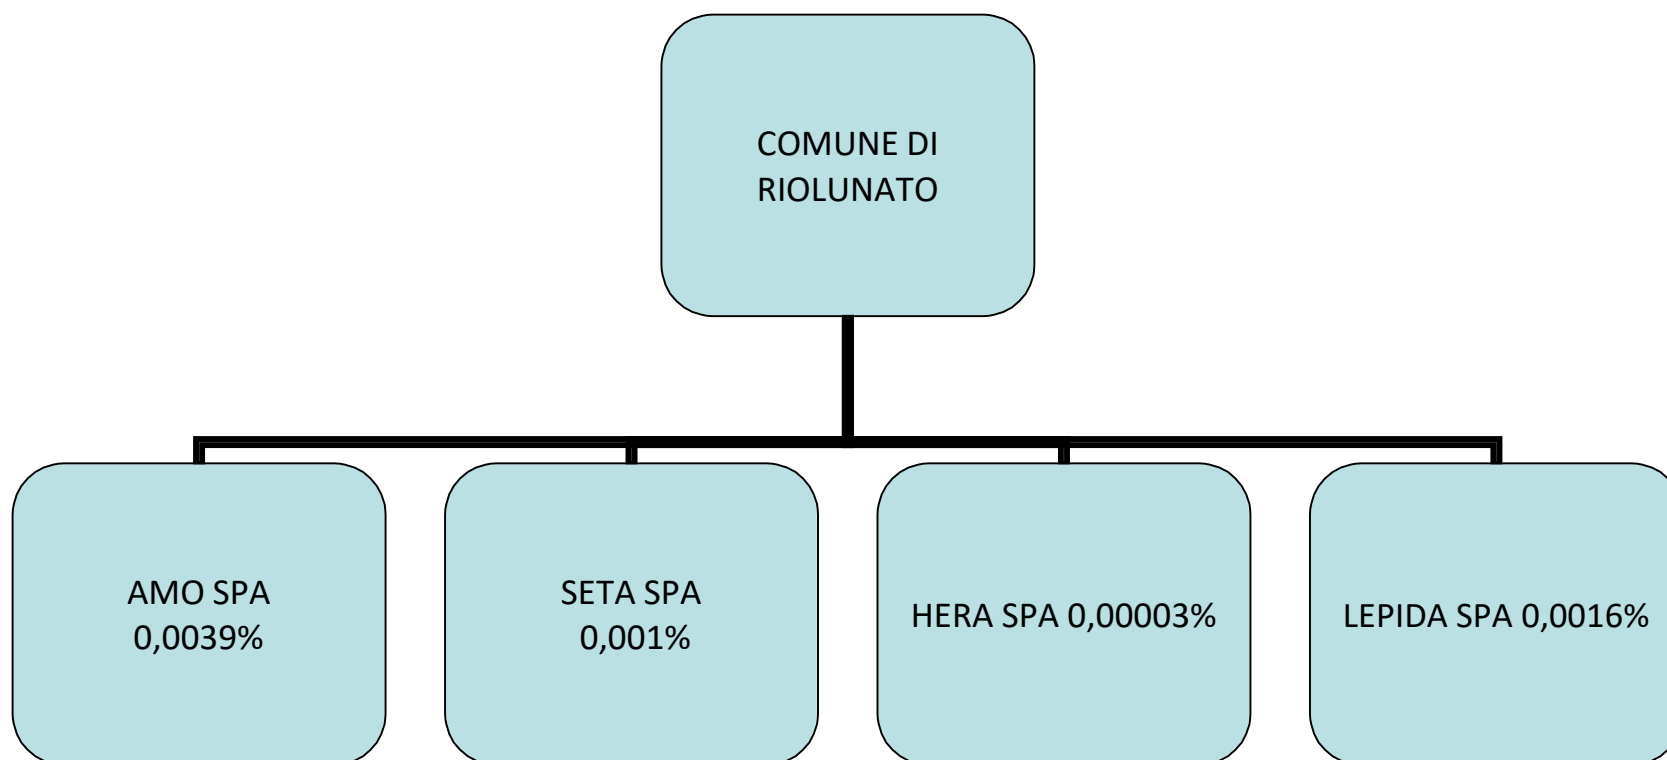 COMUNE DI
RIOLUNATO
AMO SPA
0,0039%
SETA SPA
0,001%
HERA SPA 0,00003%
LEPIDA SPA 0,0016%